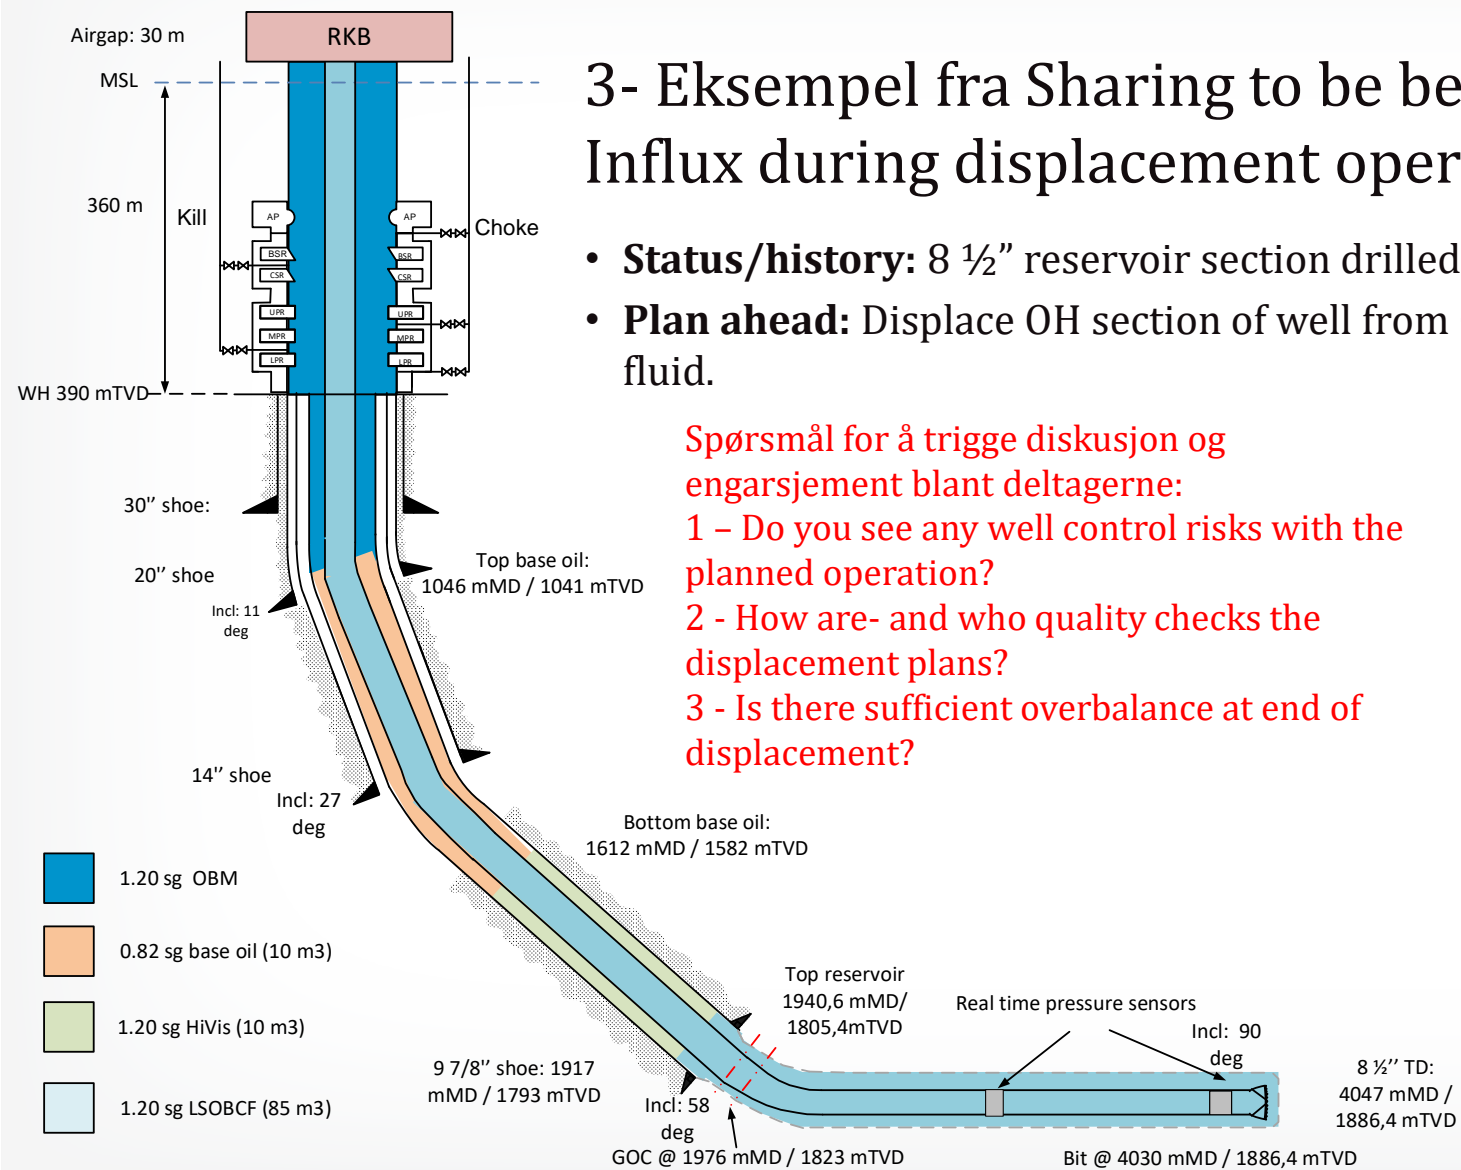 Airgap: 30 m
RKB
MSL
3- Eksempel fra Sharing to be be
Influx during displacement oper
360 m
Kill
Choke
AP
AP
BSR
BSR
CSR
CSR
UPR
UPR
MPR
MPR
LPR
LPR
• Status/history: 8 ½” reservoir section drilled
• Plan ahead: Displace OH section of well from
fluid.
WH 390 mTVD
Spørsmål for å trigge diskusjon og
engarsjement blant deltagerne:
1 – Do you see any well control risks with the
planned operation?
2 - How are- and who quality checks the
displacement plans?
3 - Is there sufficient overbalance at end of
displacement?
30'' shoe:
20'' shoe
Incl: 11
deg
Top base oil:
1046 mMD / 1041 mTVD
14'' shoe
Incl: 27
deg
Bottom base oil:
1612 mMD / 1582 mTVD
1.20 sg OBM
0.82 sg base oil (10 m3)
1.20 sg HiVis (10 m3)
1.20 sg LSOBCF (85 m3)
Top reservoir
1940,6 mMD/
1805,4mTVD
Real time pressure sensors
Incl: 90
deg
9 7/8'' shoe: 1917
mMD / 1793 mTVD
Incl: 58
deg
8 ½'' TD:
4047 mMD /
1886,4 mTVD
GOC @ 1976 mMD / 1823 mTVD
Bit @ 4030 mMD / 1886,4 mTVD